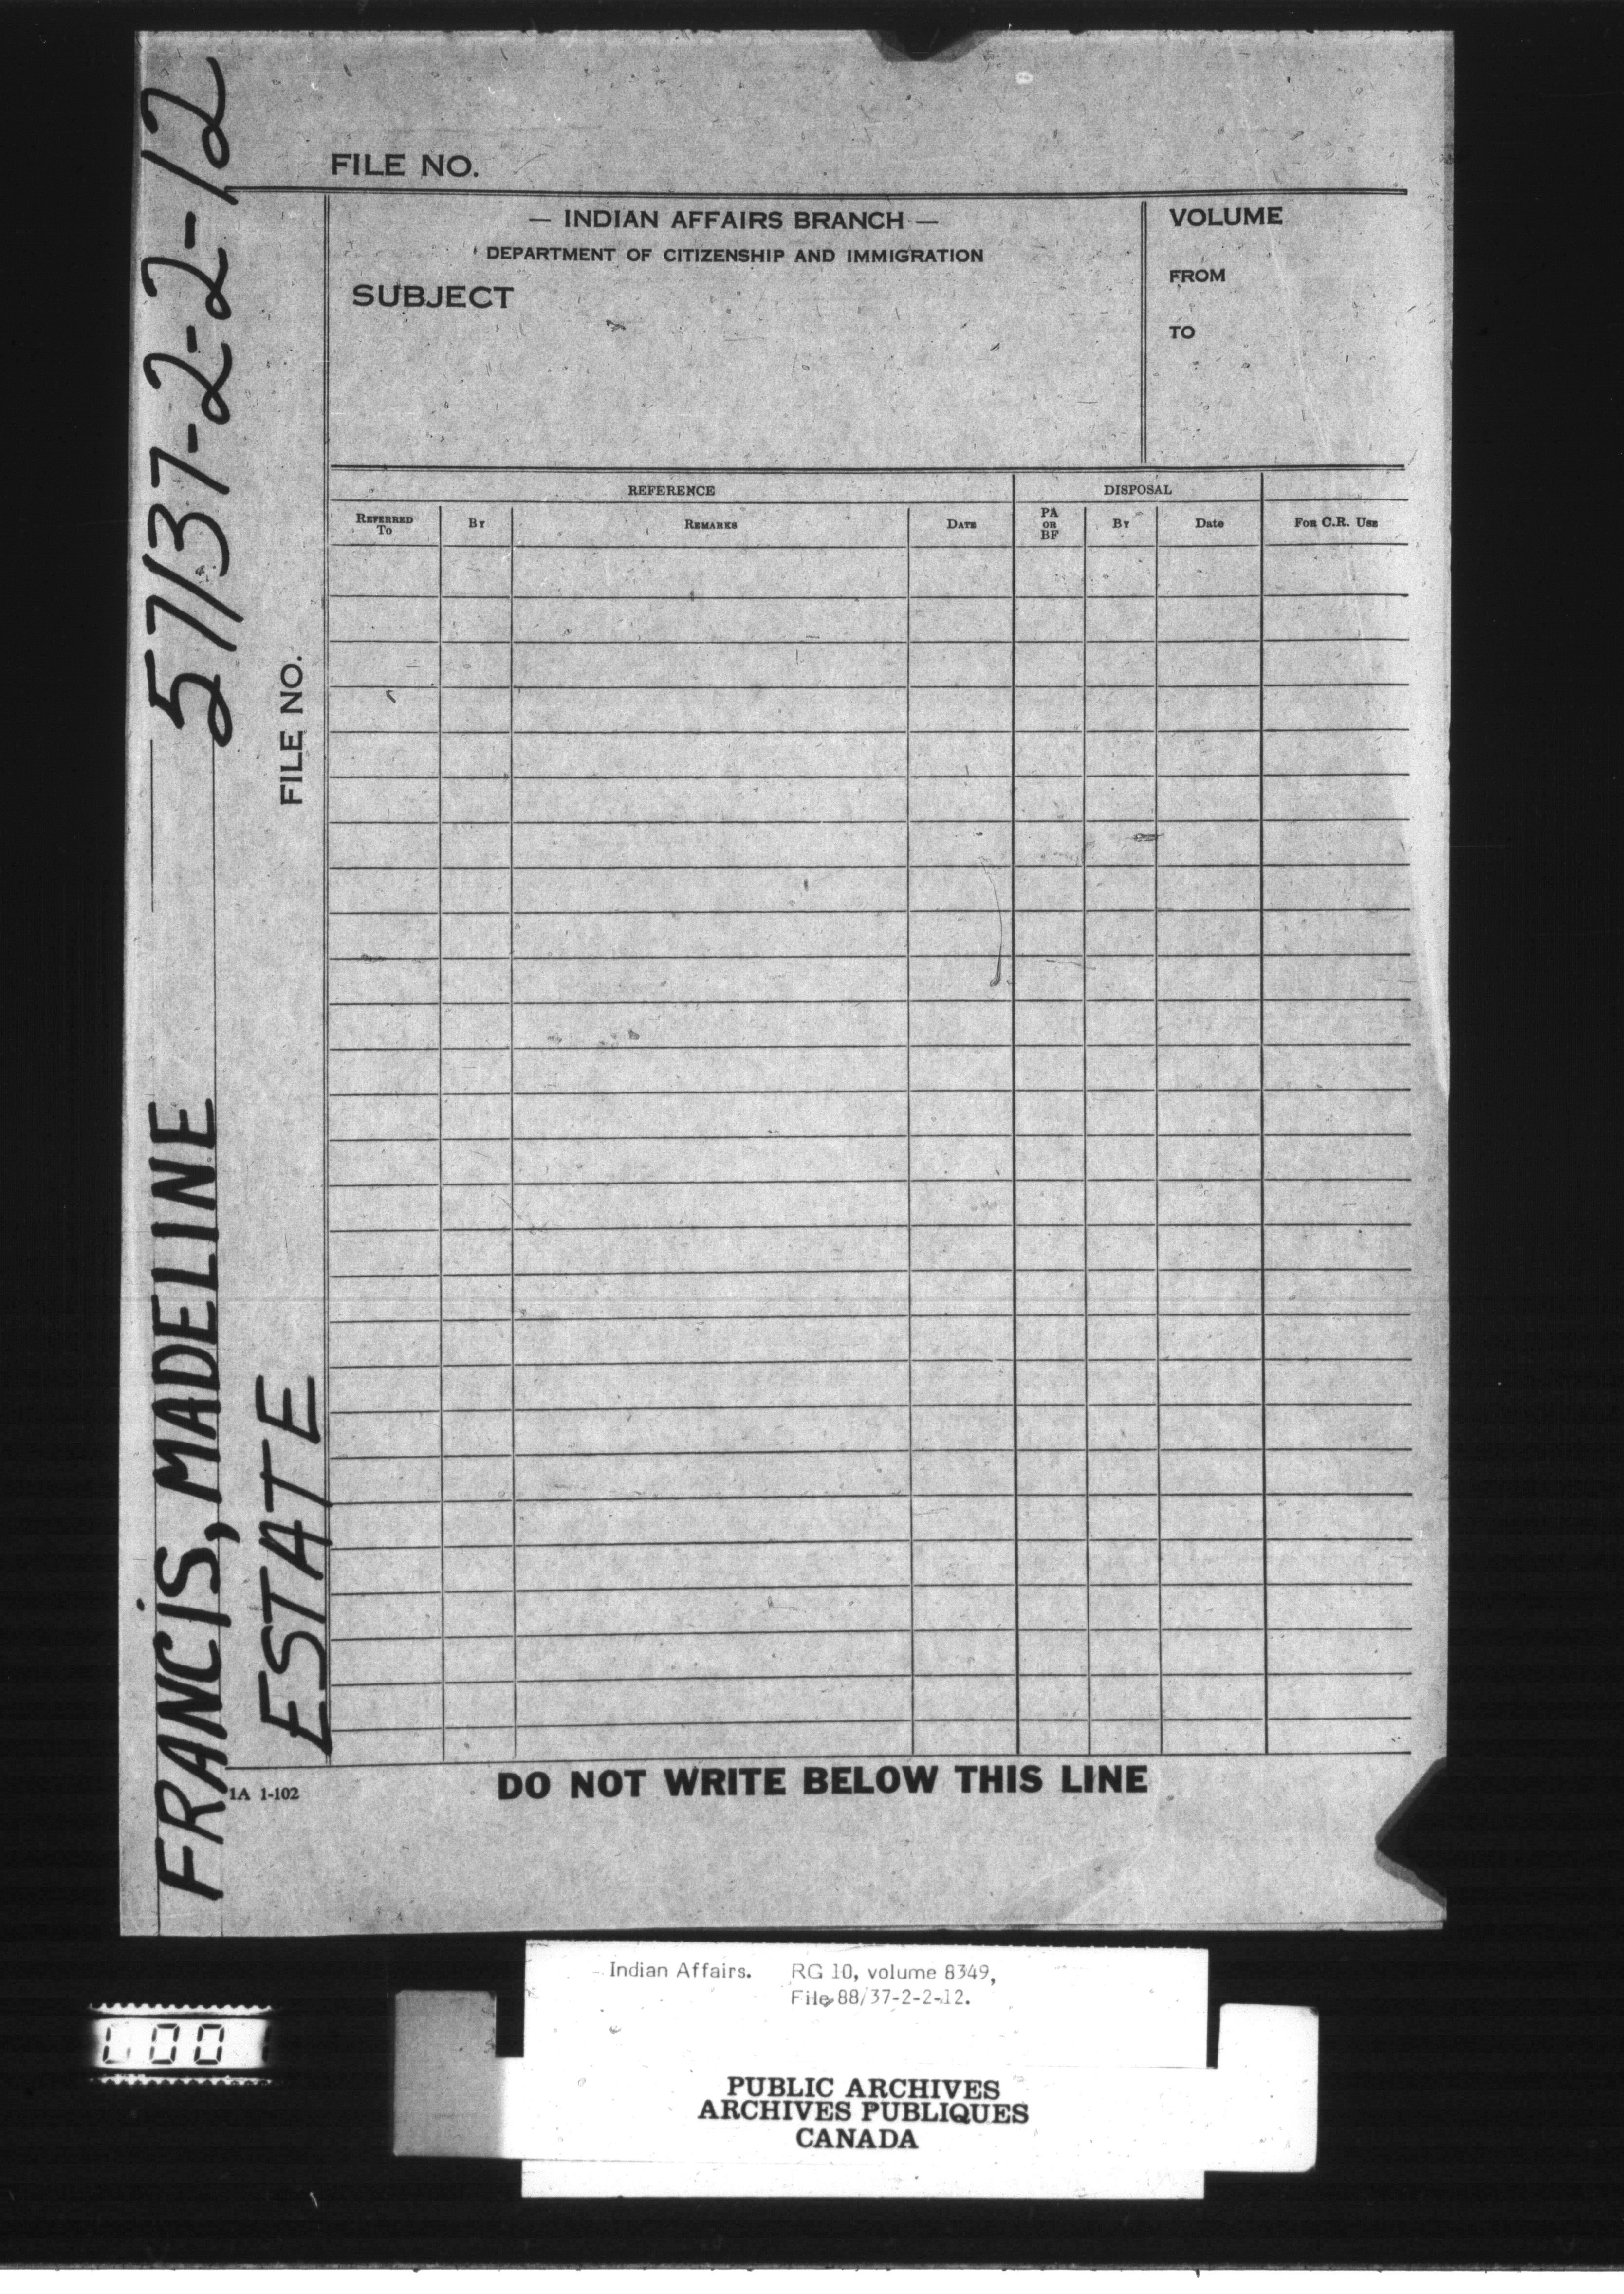 57/37-2-2-12
FILE NO.
FRANCIS, MADELINE
ESTATE
FILE NO.
— INDIAN AFFAIRS BRANCH —
DEPARTMENT OF CITIZENSHIP AND IMMIGRATION
SUBJECT
VOLUME
FROM
TO
REFERENCE DISPOSAL
REFERRED TO BY REMARKS DATE PA OR BF BY Date FOR C.R. USE
1A 1-102 DO NOT WRITE BELOW THIS LINE
Indian Affairs. RG 10, volume 8349,
File 88/37-2-2-12.
PUBLIC ARCHIVES
ARCHIVES PUBLIQUES
CANADA